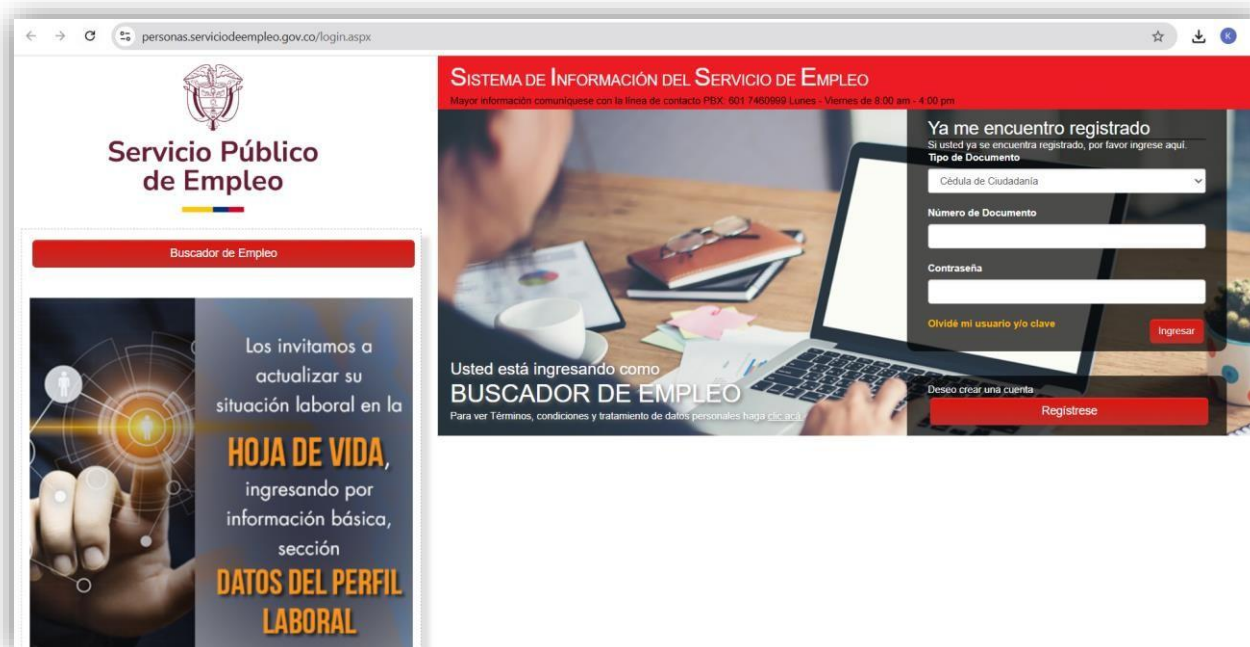 personas.serviciodeempleo.gov.co/login.aspx
K
Servicio Público
de Empleo
Buscador de Empleo
Los invitamos a
actualizar su
situación laboral en la
HOJA DE VIDA,
ingresando por
información básica,
sección
DATOS DEL PERFIL
LABORAL
SISTEMA DE INFORMACIÓN DEL SERVICIO DE EMPLEO
Mayor información comuníquese con la línea de contacto PBX: 601 7460999 Lunes - Viernes de 8:00 am - 4:00 pm
Usted está ingresando como
BUSCADOR DE EMPLEO
Para ver Términos, condiciones y tratamiento de datos personales haga clic acá.
Ya me encuentro registrado
Si usted ya se encuentra registrado, por favor ingrese aquí.
Tipo de Documento
Cédula de Ciudadanía
Número de Documento
Contraseña
Olvidé mi usuario y/o clave
Ingresar
Deseo crear una cuenta
Regístrese